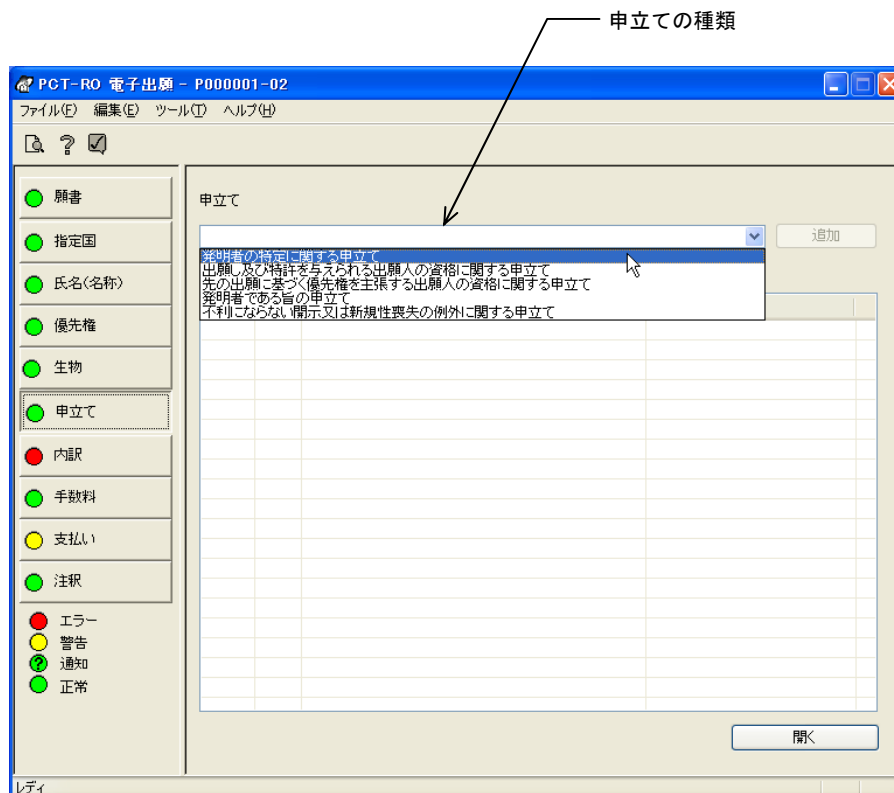 申立ての種類
PCT-RO 電子出願 - P000001-02
ファイル(F) 編集(E) ツール(T) ヘルプ(H)
願書
指定国
氏名(名称)
優先権
生物
申立て
内訳
手数料
支払い
注釈
エラー
警告
通知
正常
申立て
追加
発明者の特定に関する申立て
出願し及び特許を与えられる出願人の資格に関する申立て
先の出願に基づく優先権を主張する出願人の資格に関する申立て
発明者である旨の申立て
不利にならない開示又は新規性喪失の例外に関する申立て
開く
レディ